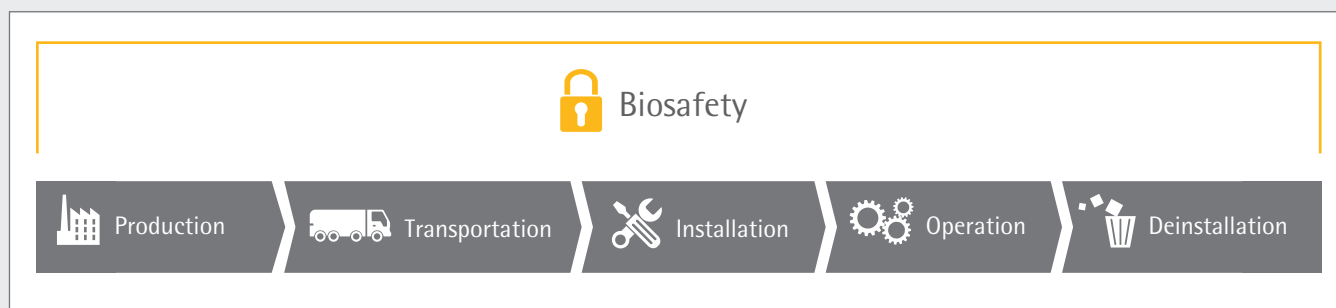 Biosafety
Production
Transportation
Installation
Operation
Deinstallation